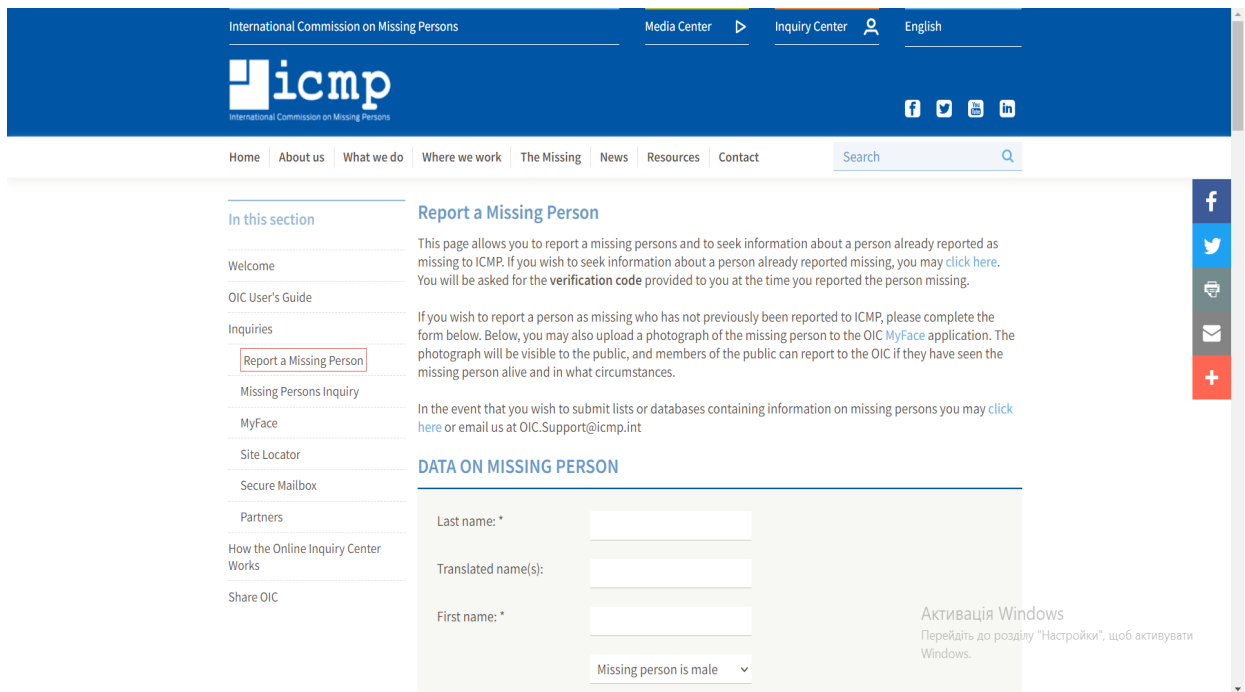 International Commission on Missing Persons
Media Center
Inquiry Center
English
icmp
International Commission on Missing Persons
Home
About us
What we do
Where we work
The Missing
News
Resources
Contact
Search
In this section
Welcome
OIC User's Guide
Inquiries
Report a Missing Person
Missing Persons Inquiry
MyFace
Site Locator
Secure Mailbox
Partners
How the Online Inquiry Center
Works
Share OIC
Report a Missing Person
This page allows you to report a missing persons and to seek information about a person already reported as
missing to ICMP. If you wish to seek information about a person already reported missing, you may click here.
You will be asked for the verification code provided to you at the time you reported the person missing.
If you wish to report a person as missing who has not previously been reported to ICMP, please complete the
form below. Below, you may also upload a photograph of the missing person to the OIC MyFace application. The
photograph will be visible to the public, and members of the public can report to the OIC if they have seen the
missing person alive and in what circumstances.
In the event that you wish to submit lists or databases containing information on missing persons you may click
here or email us at OIC.Support@icmp.int
DATA ON MISSING PERSON
Last name: *
Translated name(s):
First name: *
Missing person is male
Активація Windows
Перейдіть до розділу "Настройки", щоб активувати
Windows.